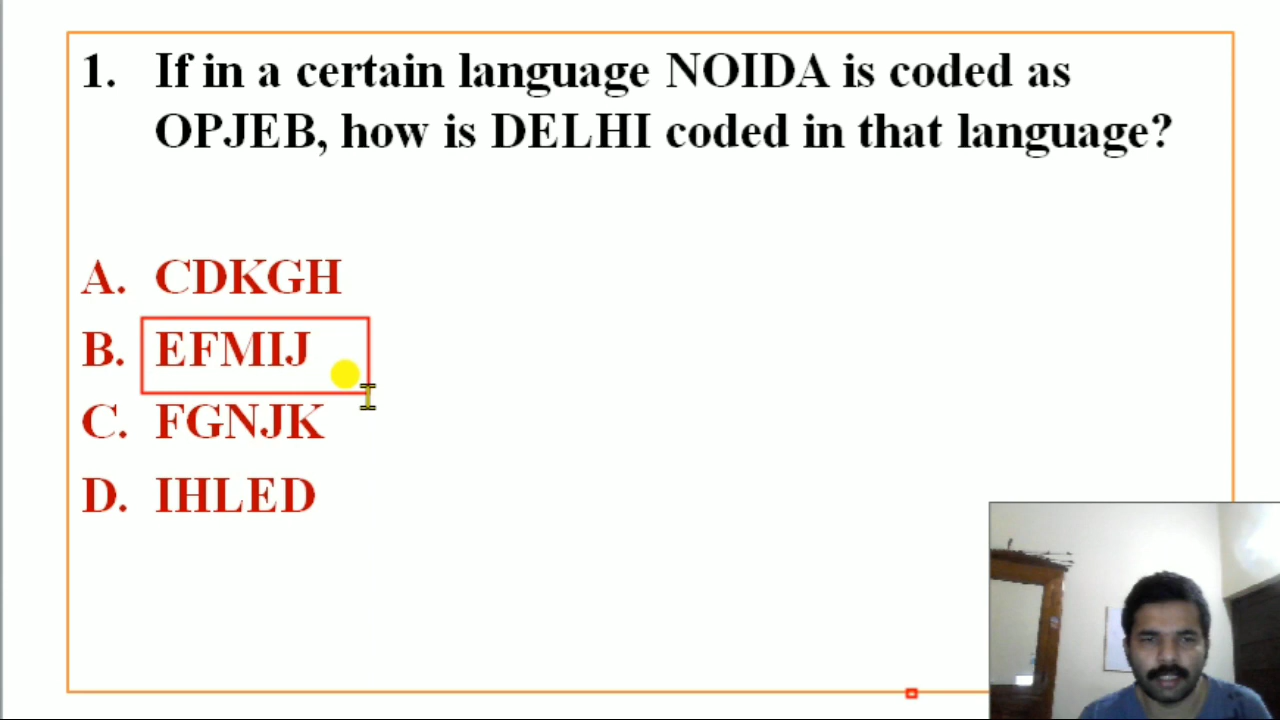 1. If in a certain language NOIDA is coded as
OPJEB, how is DELHI coded in that language?
A. CDKGH
B. EFMIJ
C. FGNJK
D. IHLED